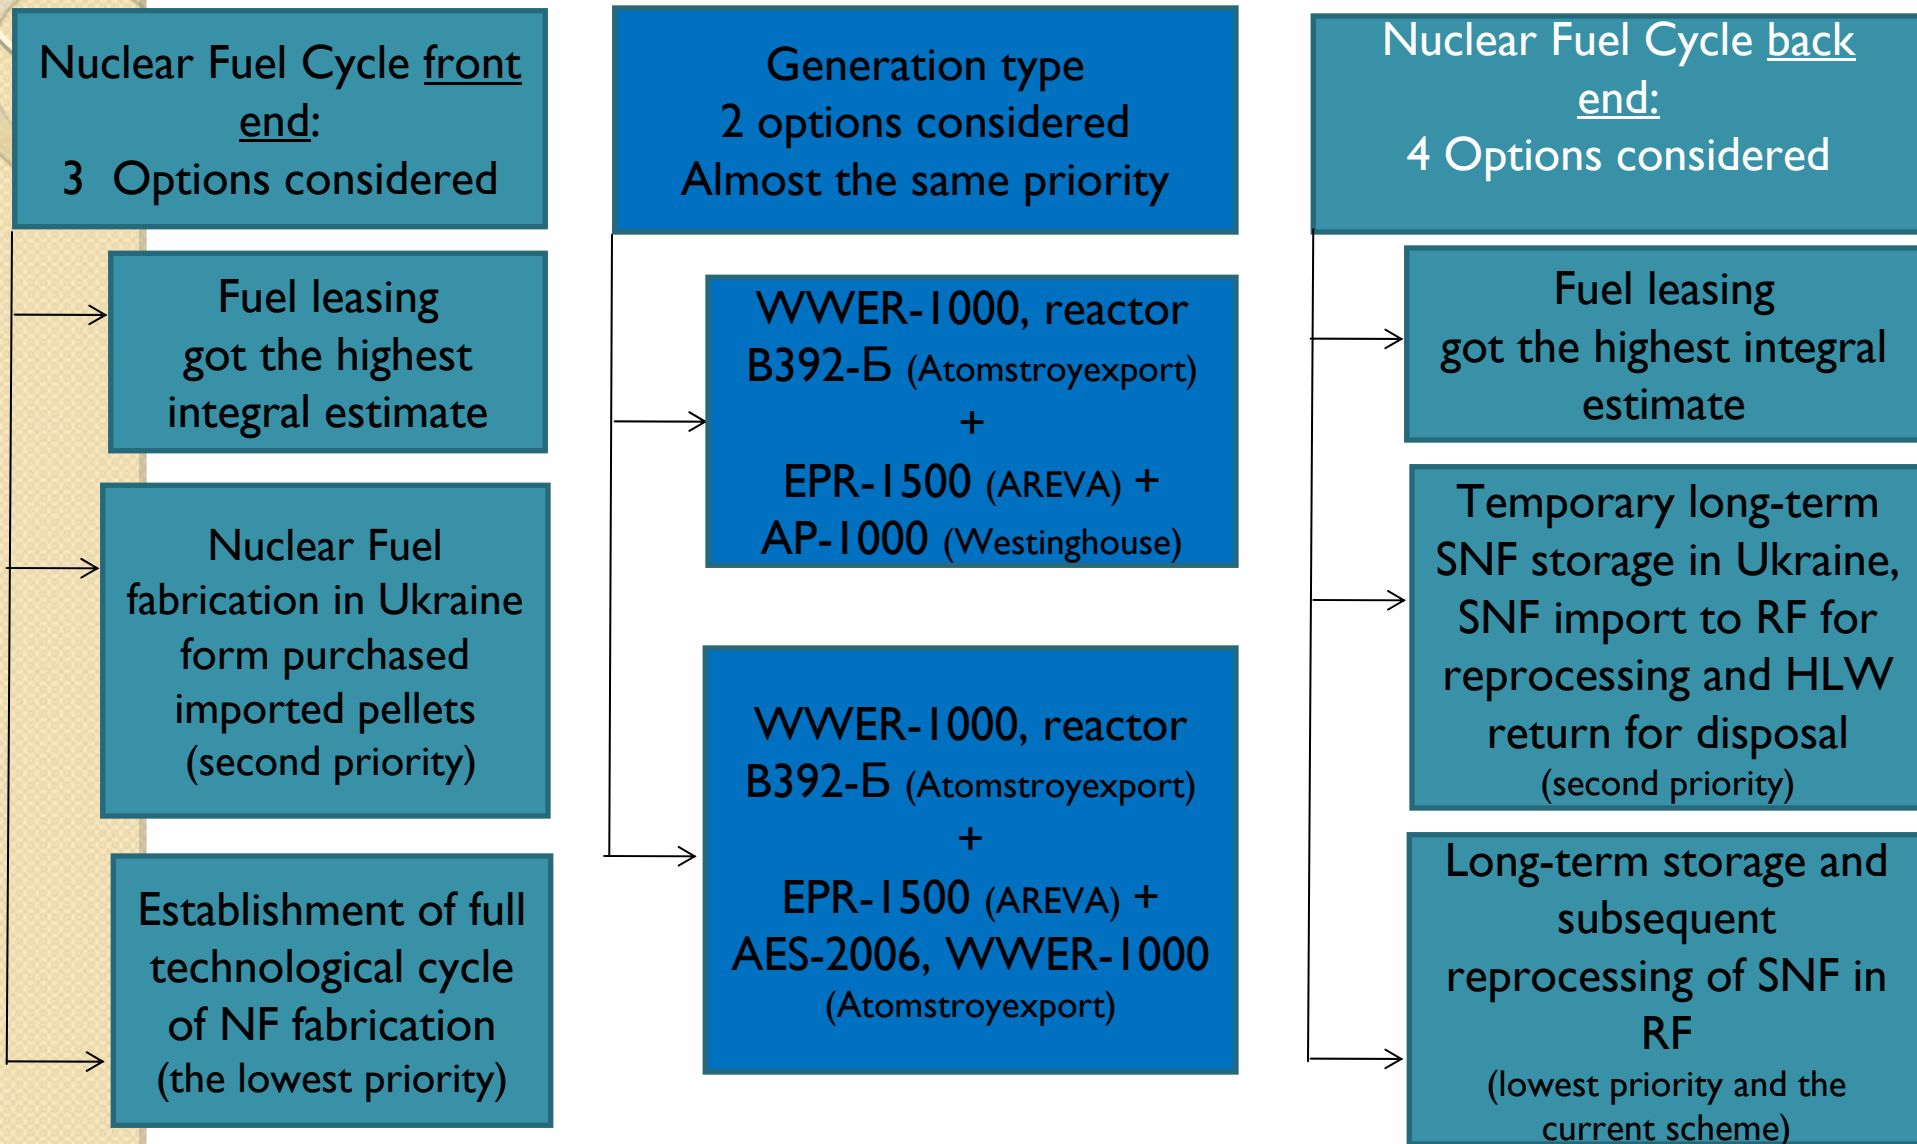 Nuclear Fuel Cycle front
end:
3 Options considered
Fuel leasing
got the highest
integral estimate
Nuclear Fuel
fabrication in Ukraine
form purchased
imported pellets
(second priority)
Establishment of full
technological cycle
of NF fabrication
(the lowest priority)
Generation type
2 options considered
Almost the same priority
WWER-1000, reactor
В392-Б (Atomstroyexport)
+
EPR-1500 (AREVA) +
AP-1000 (Westinghouse)
WWER-1000, reactor
В392-Б (Atomstroyexport)
+
EPR-1500 (AREVA) +
AES-2006, WWER-1000
(Atomstroyexport)
Nuclear Fuel Cycle back
end:
4 Options considered
Fuel leasing
got the highest integral
estimate
Temporary long-term
SNF storage in Ukraine,
SNF import to RF for
reprocessing and HLW
return for disposal
(second priority)
Long-term storage and
subsequent
reprocessing of SNF in
RF
(lowest priority and the
current scheme)